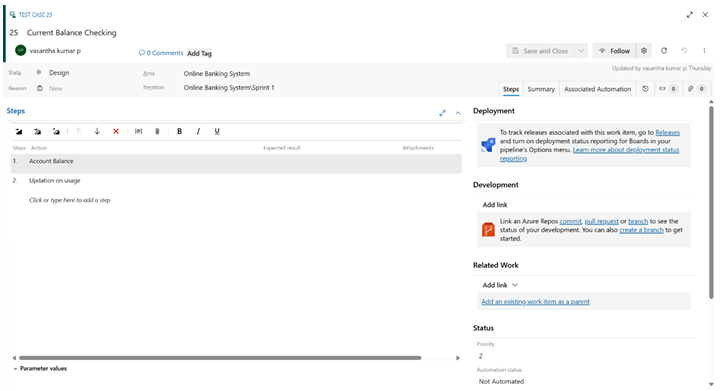 TEST CASE 25
25 Current Balance Checking
VP vasantha kumar p 0 Comments Add Tag Save and Close Follow
State Design Area Online Banking System Updated by vasantha kumar p: Thursday
Reason New Iteration Online Banking System\Sprint 1
Steps Summary Associated Automation 0 0
Steps
B I U
Steps Action Expected result Attachments
1. Account Balance
2. Updation on usage
Click or type here to add a step
Parameter values
Deployment
To track releases associated with this work item, go to Releases
and turn on deployment status reporting for Boards in your
pipeline's Options menu. Learn more about deployment status
reporting
Development
Add link
Link an Azure Repos commit, pull request or branch to see the
status of your development. You can also create a branch to get
started.
Related Work
Add link
Add an existing work item as a parent
Status
Priority
2
Automation status
Not Automated